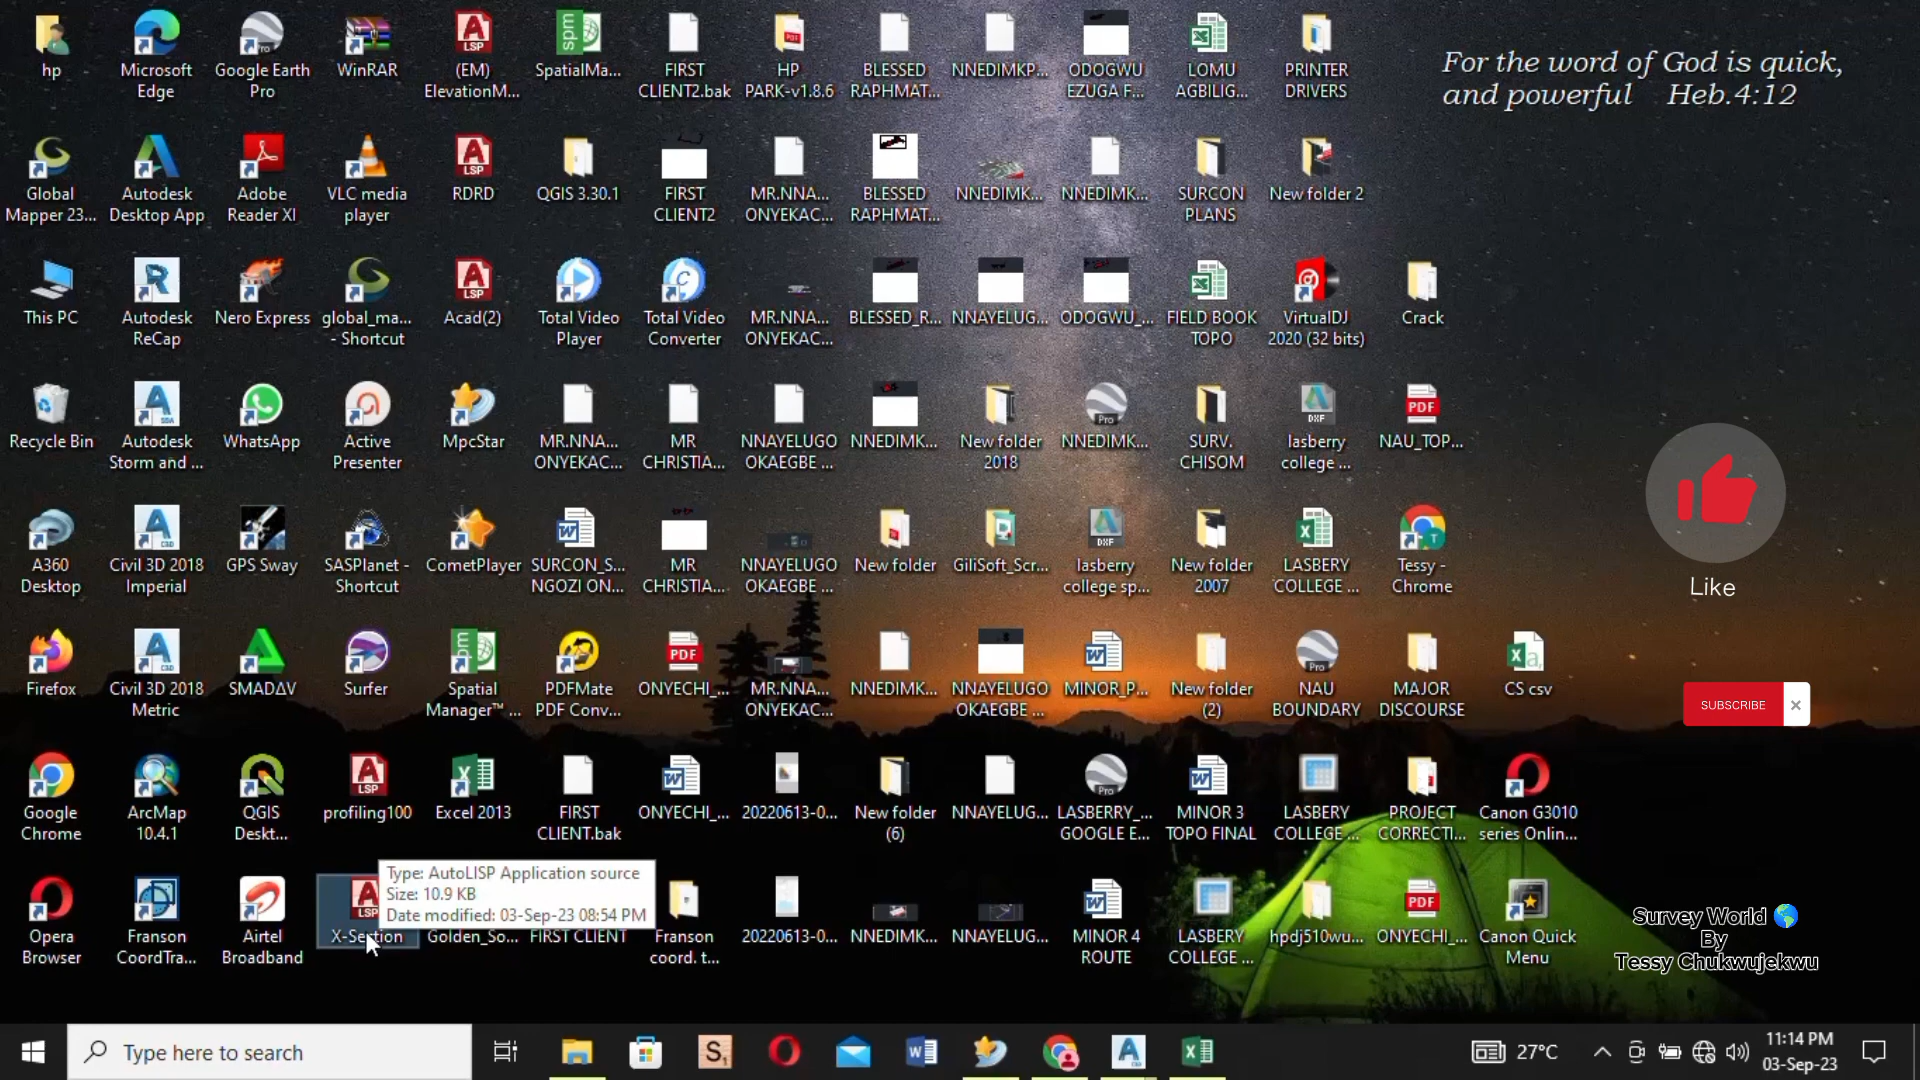 For the word of God is quick,
and powerful Heb.4:12
hp
Microsoft
Edge
Google Earth
Pro
WinRAR
(EM)
ElevationM...
SpatialMa...
FIRST
CLIENT2.bak
HP
PARK-v1.8.6
BLESSED
RAPHMAT...
NNEDIMKP...
ODOGWU
EZUGA F...
LOMU
AGBILIG...
PRINTER
DRIVERS
Global
Mapper 23...
Autodesk
Desktop App
Adobe
Reader XI
VLC media
player
RDRD
QGIS 3.30.1
FIRST
CLIENT2
MR.NNA...
ONYEKAC...
BLESSED
RAPHMAT...
NNEDIMK...
NNEDIMK...
SURCON
PLANS
New folder 2
This PC
Autodesk
ReCap
Nero Express
global_ma...
- Shortcut
Acad(2)
Total Video
Player
Total Video
Converter
MR.NNA...
ONYEKAC...
BLESSED_R...
NNAYELUG...
ODOGWU_...
FIELD BOOK
TOPO
VirtualDJ
2020 (32 bits)
Crack
Recycle Bin
Autodesk
Storm and ...
WhatsApp
Active
Presenter
MpcStar
MR.NNA...
ONYEKAC...
MR
CHRISTIA...
NNAYELUGO
OKAEGBE ...
NNEDIMK...
New folder
2018
NNEDIMK...
SURV.
CHISOM
lasberry
college ...
NAU_TOP...
Like
A360
Desktop
Civil 3D 2018
Imperial
GPS Sway
SASPlanet -
Shortcut
CometPlayer
SURCON_S...
NGOZI ON...
MR
CHRISTIA...
NNAYELUGO
OKAEGBE ...
New folder
GiliSoft_Scr...
lasberry
college sp...
New folder
2007
LASBERY
COLLEGE ...
Tessy -
Chrome
Firefox
Civil 3D 2018
Metric
SMADΔV
Surfer
Spatial
Manager™ ...
PDFMate
PDF Conv...
ONYECHI_...
MR.NNA...
ONYEKAC...
NNEDIMK...
NNAYELUGO
OKAEGBE ...
MINOR_P...
New folder
(2)
NAU
BOUNDARY
MAJOR
DISCOURSE
CS csv
SUBSCRIBE
Google
Chrome
ArcMap
10.4.1
QGIS
Deskt...
profiling100
Excel 2013
FIRST
CLIENT.bak
ONYECHI_...
20220613-0...
New folder
(6)
NNAYELUG...
LASBERRY_...
GOOGLE E...
MINOR 3
TOPO FINAL
LASBERY
COLLEGE ...
PROJECT
CORRECTI...
Canon G3010
series Onlin...
Type: AutoLISP Application source
Size: 10.9 KB
Date modified: 03-Sep-23 08:54 PM
Opera
Browser
Franson
CoordTra...
Airtel
Broadband
X-Section
Golden_So...
FIRST CLIENT
Franson
coord. t...
20220613-0...
NNEDIMK...
NNAYELUG...
MINOR 4
ROUTE
LASBERY
COLLEGE ...
hpdj510wu...
ONYECHI_...
Canon Quick
Menu
Survey World
By
Tessy Chukwujekwu
Type here to search
27°C
11:14 PM
03-Sep-23